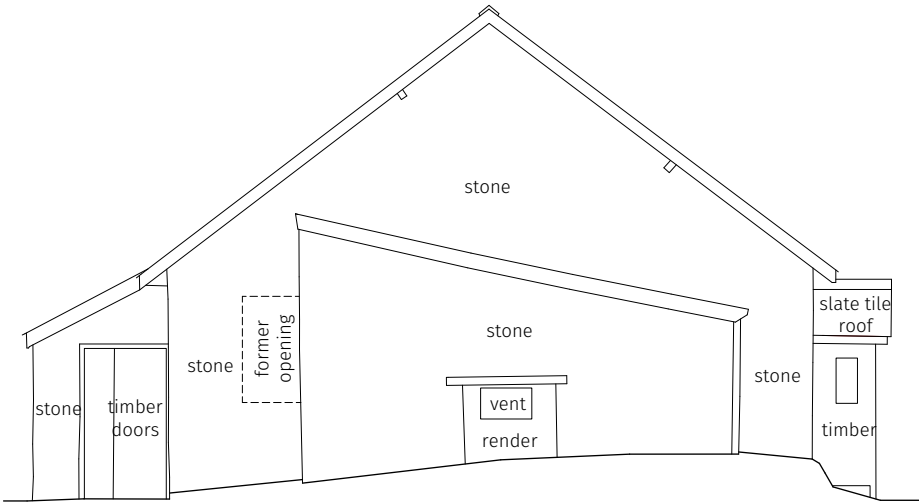 stone
slate tile
roof
stone
former
opening
stone
stone
stone
timber
doors
vent
render
timber